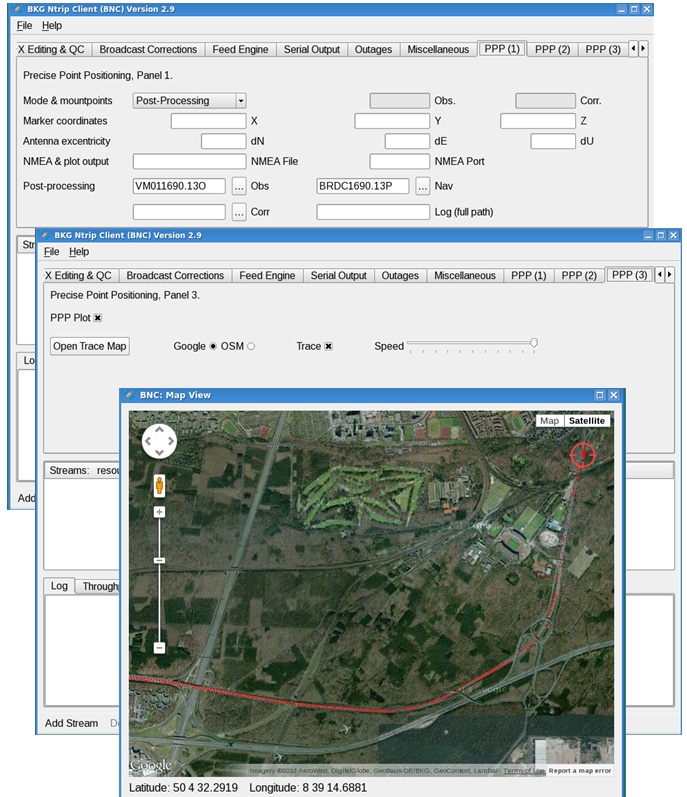 BKG Ntrip Client (BNC) Version 2.9
File Help
X Editing & QC Broadcast Corrections Feed Engine Serial Output Outages Miscellaneous PPP (1) PPP (2) PPP (3)
Precise Point Positioning, Panel 1.
Mode & mountpoints Post-Processing Obs. Corr.
Marker coordinates X Y Z
Antenna excentricity dN dE dU
NMEA & plot output NMEA File NMEA Port
Post-processing VM011690.13O ... Obs BRDC1690.13P ... Nav
... Corr Log (full path)
BKG Ntrip Client (BNC) Version 2.9
File Help
X Editing & QC Broadcast Corrections Feed Engine Serial Output Outages Miscellaneous PPP (1) PPP (2) PPP (3)
Precise Point Positioning, Panel 3.
PPP Plot
Open Trace Map Google OSM Trace Speed
BNC: Map View
Map Satellite
Streams: resou
Log Throughp
Add Stream
Google
Imagery ©2013 AeroWest, DigitalGlobe, GeoBasis-DE/BKG, GeoContent, Landsat - Terms of Use Report a map error
Latitude: 50 4 32.2919 Longitude: 8 39 14.6881